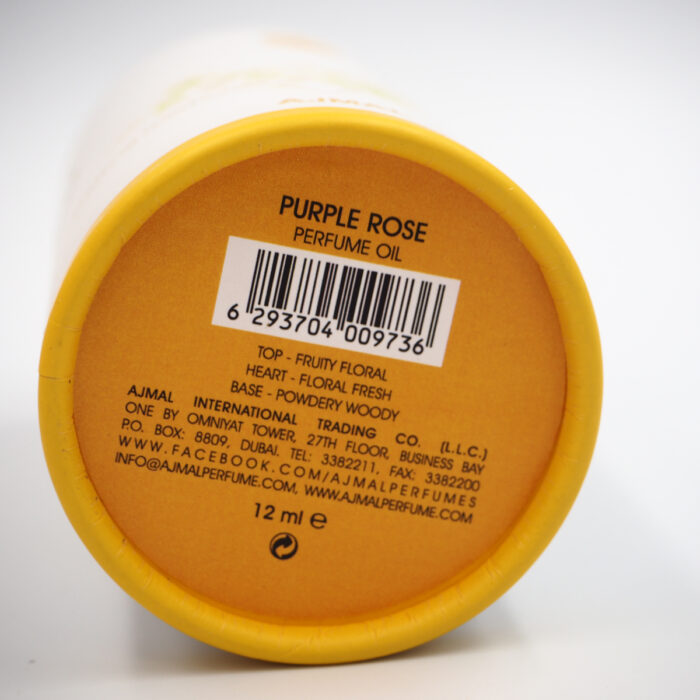 AJMAL
PURPLE ROSE
PERFUME OIL
6 293704 009736
TOP - FRUITY FLORAL
HEART - FLORAL FRESH
BASE - POWDERY WOODY
AJMAL INTERNATIONAL TRADING CO. (L.L.C.)
ONE BY OMNIYAT TOWER, 27TH FLOOR, BUSINESS BAY
P.O. BOX: 8809, DUBAI. TEL: 3382211, FAX: 3382200
WWW.FACEBOOK.COM/AJMALPERFUMES
INFO@AJMALPERFUME.COM, WWW.AJMALPERFUME.COM
12 ml ℮